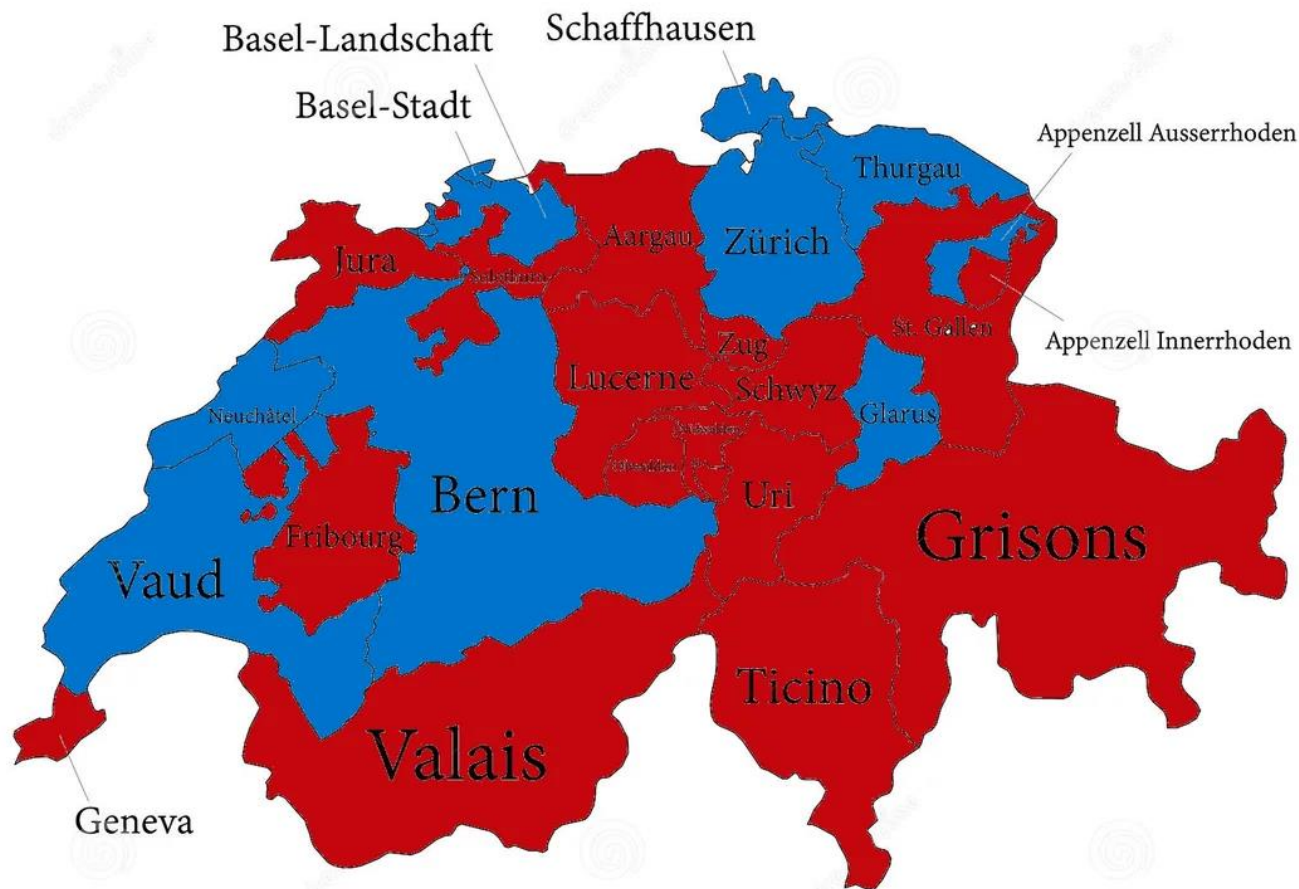 Schaffhausen
Basel-Landschaft
Basel-Stadt
Appenzell Ausserrhoden
Thurgau
Zürich
Aargau
Jura
St. Gallen
Appenzell Innerrhoden
Zug
Lucerne
Schwyz
Glarus
Neuchâtel
Uri
Bern
Fribourg
Grisons
Vaud
Ticino
Valais
Geneva